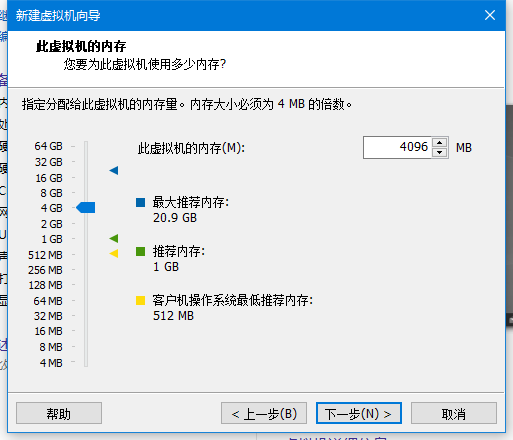 新建虚拟机向导
此虚拟机的内存
您要为此虚拟机使用多少内存?
指定分配给此虚拟机的内存量。内存大小必须为 4 MB 的倍数。
64 GB
32 GB
16 GB
8 GB
4 GB
2 GB
1 GB
512 MB
256 MB
128 MB
64 MB
32 MB
16 MB
8 MB
4 MB
此虚拟机的内存(M):
4096 MB
最大推荐内存:
20.9 GB
推荐内存:
1 GB
客户机操作系统最低推荐内存:
512 MB
帮助
< 上一步(B)
下一步(N) >
取消